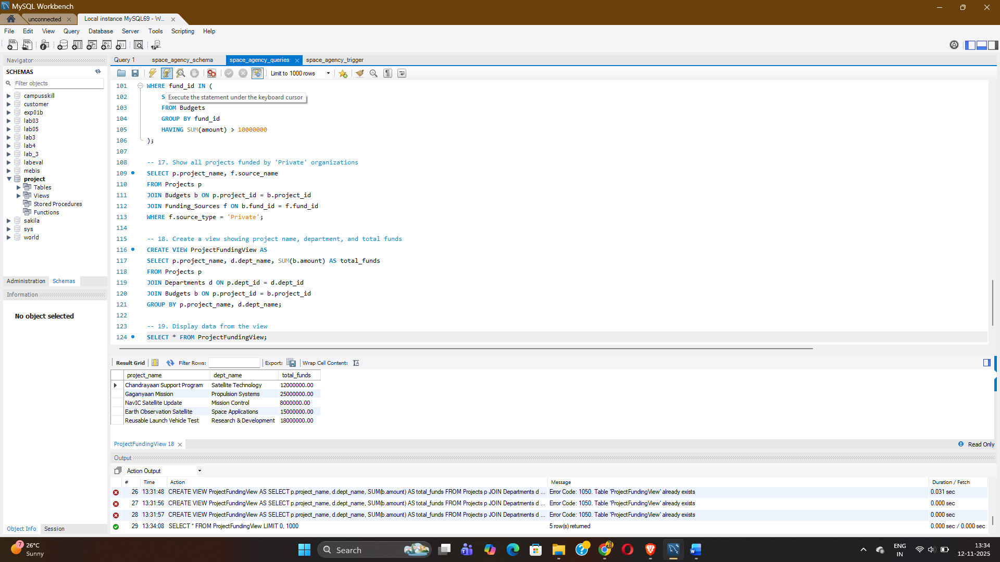 MySQL Workbench
unconnected
Local instance MySQL69 - W...
File Edit View Query Database Server Tools Scripting Help
Navigator
SCHEMAS
Filter objects
campusskill
customer
exp01b
lab03
lab05
lab3
lab4
lab_3
labeval
mebis
project
Tables
Views
Stored Procedures
Functions
sakila
sys
world
Administration Schemas
Information
No object selected
Object Info Session
Query 1 space_agency_schema space_agency_queries space_agency_trigger
Limit to 1000 rows
101 WHERE fund_id IN (
102 S
Execute the statement under the keyboard cursor
103 FROM Budgets
104 GROUP BY fund_id
105 HAVING SUM(amount) > 10000000
106 );
107
108 -- 17. Show all projects funded by 'Private' organizations
109 SELECT p.project_name, f.source_name
110 FROM Projects p
111 JOIN Budgets b ON p.project_id = b.project_id
112 JOIN Funding_Sources f ON b.fund_id = f.fund_id
113 WHERE f.source_type = 'Private';
114
115 -- 18. Create a view showing project name, department, and total funds
116 CREATE VIEW ProjectFundingView AS
117 SELECT p.project_name, d.dept_name, SUM(b.amount) AS total_funds
118 FROM Projects p
119 JOIN Departments d ON p.dept_id = d.dept_id
120 JOIN Budgets b ON p.project_id = b.project_id
121 GROUP BY p.project_name, d.dept_name;
122
123 -- 19. Display data from the view
124 SELECT * FROM ProjectFundingView;
Result Grid Filter Rows: Export: Wrap Cell Content:
project_name dept_name total_funds
Chandrayaan Support Program Satellite Technology 12000000.00
Gaganyaan Mission Propulsion Systems 25000000.00
NavIC Satellite Update Mission Control 8000000.00
Earth Observation Satellite Space Applications 15000000.00
Reusable Launch Vehicle Test Research & Development 18000000.00
ProjectFundingView 18
Read Only
Output
Action Output
# Time Action Message Duration / Fetch
26 13:31:48 CREATE VIEW ProjectFundingView AS SELECT p.project_name, d.dept_name, SUM(b.amount) AS total_funds FROM Projects p JOIN Departments d ... Error Code: 1050. Table 'ProjectFundingView' already exists 0.031 sec
27 13:31:56 CREATE VIEW ProjectFundingView AS SELECT p.project_name, d.dept_name, SUM(b.amount) AS total_funds FROM Projects p JOIN Departments d ... Error Code: 1050. Table 'ProjectFundingView' already exists 0.000 sec
28 13:31:57 CREATE VIEW ProjectFundingView AS SELECT p.project_name, d.dept_name, SUM(b.amount) AS total_funds FROM Projects p JOIN Departments d ... Error Code: 1050. Table 'ProjectFundingView' already exists 0.000 sec
29 13:34:08 SELECT * FROM ProjectFundingView LIMIT 0, 1000 5 row(s) returned 0.000 sec / 0.000 sec
7
26°C
Sunny
Search
ENG
IN
13:34
12-11-2025